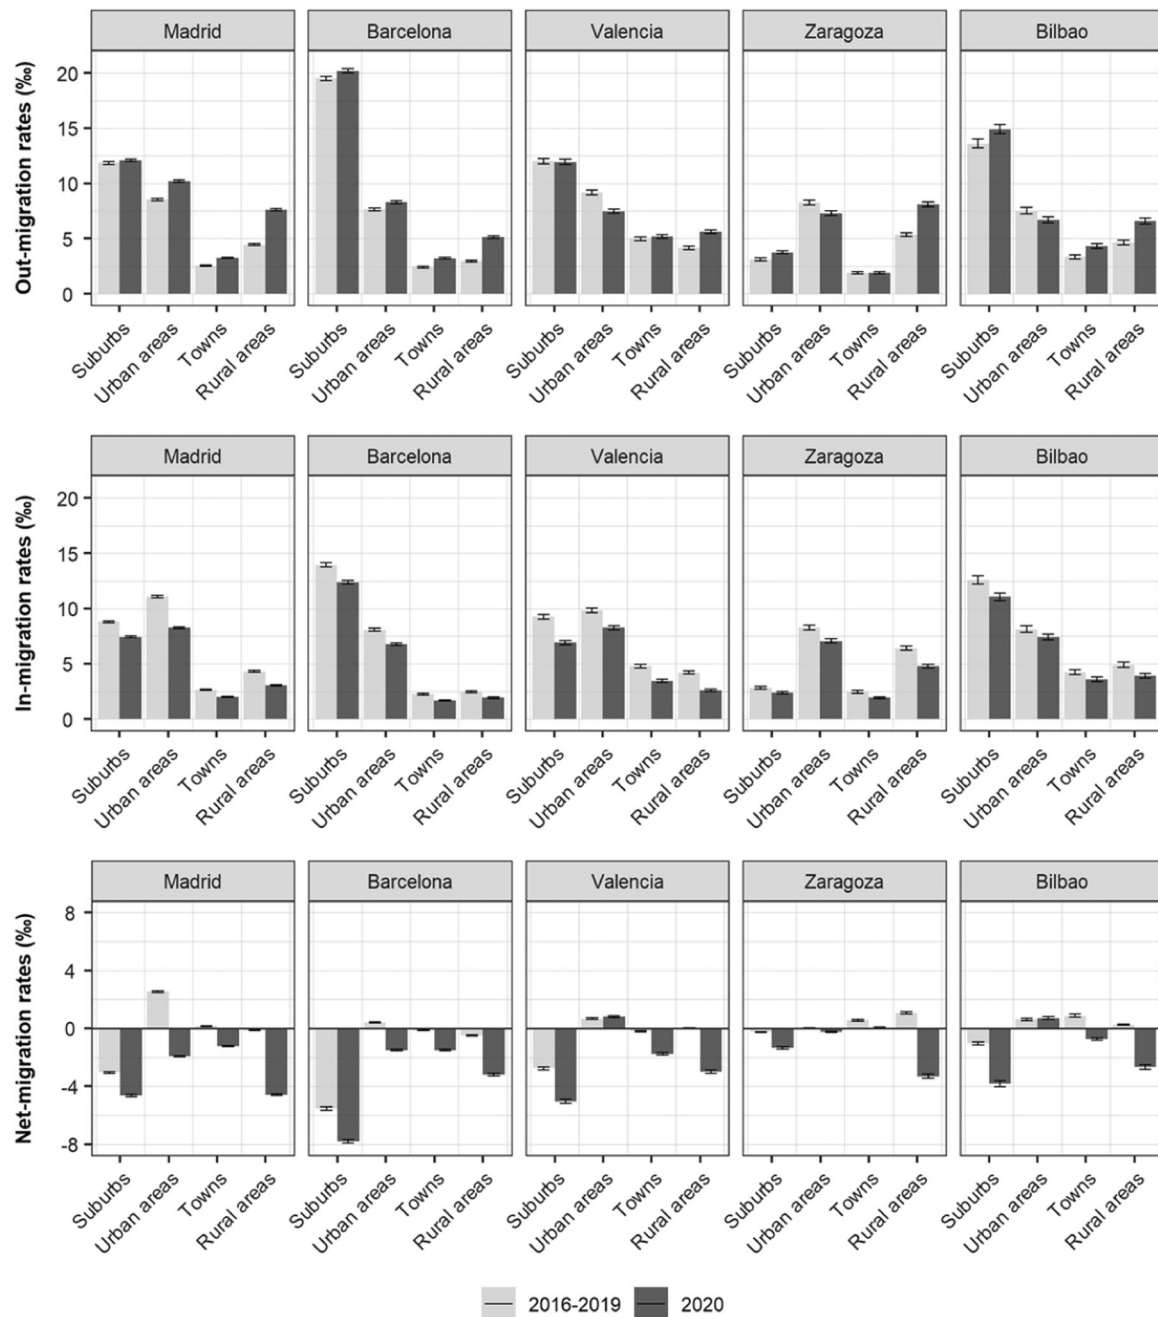 Madrid Barcelona Valencia Zaragoza Bilbao
Out-migration rates (‰)
20
15
10
5
0
Suburbs Urban areas Towns Rural areas Suburbs Urban areas Towns Rural areas Suburbs Urban areas Towns Rural areas Suburbs Urban areas Towns Rural areas Suburbs Urban areas Towns Rural areas
Madrid Barcelona Valencia Zaragoza Bilbao
In-migration rates (‰)
20
15
10
5
0
Suburbs Urban areas Towns Rural areas Suburbs Urban areas Towns Rural areas Suburbs Urban areas Towns Rural areas Suburbs Urban areas Towns Rural areas Suburbs Urban areas Towns Rural areas
Madrid Barcelona Valencia Zaragoza Bilbao
Net-migration rates (‰)
8
4
0
-4
-8
Suburbs Urban areas Towns Rural areas Suburbs Urban areas Towns Rural areas Suburbs Urban areas Towns Rural areas Suburbs Urban areas Towns Rural areas Suburbs Urban areas Towns Rural areas
2016-2019 2020